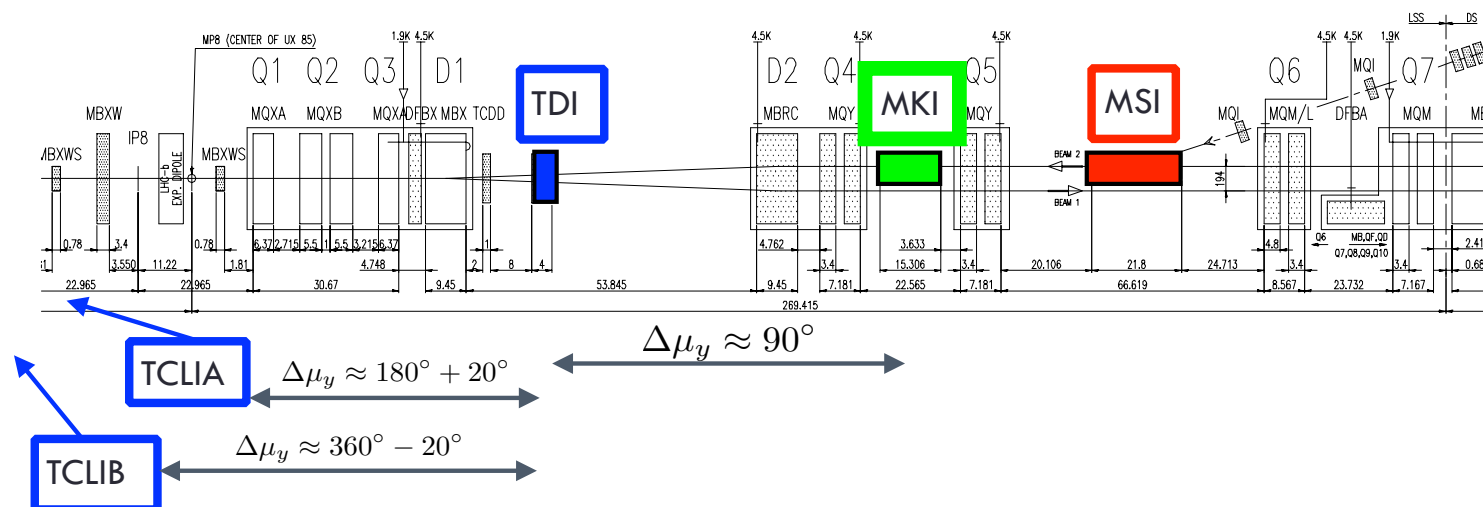 LSS DS
MP8 (CENTER OF UX 85)
1.9K 4.5K 4.5K 4.5K 4.5K 4.5K 4.5K 1.9K
Q1 Q2 Q3 D1 D2 Q4 Q5 Q6 Q7
TDI
MKI
MSI
MQI
MBXW MQXA MQXB MQXA DFBX MBX TCDD MBRC MQY MQY MQI MQM/L DFBA MQM
IP8
MBXWS
MBXWS
LHC-b
EXP. DIPOLE
BEAM 2
194
BEAM 1
0.78 3.4 0.78 6.37 2.715 5.5 1 5.5 3.215 6.37 1 4.762 3.633 4.8 Q6 MB,QF,QD
Q7,Q8,Q9,Q10
3.550 11.22 1.81 4.748 2 8 4 3.4 15.306 3.4 20.106 21.8 24.713 3.4 3.4
22.965 22.965 30.67 9.45 53.845 9.45 7.181 22.565 7.181 66.619 8.567 23.732 7.167
269.415
Δμy ≈ 90°
TCLIA
Δμy ≈ 180° + 20°
Δμy ≈ 360° − 20°
TCLIB